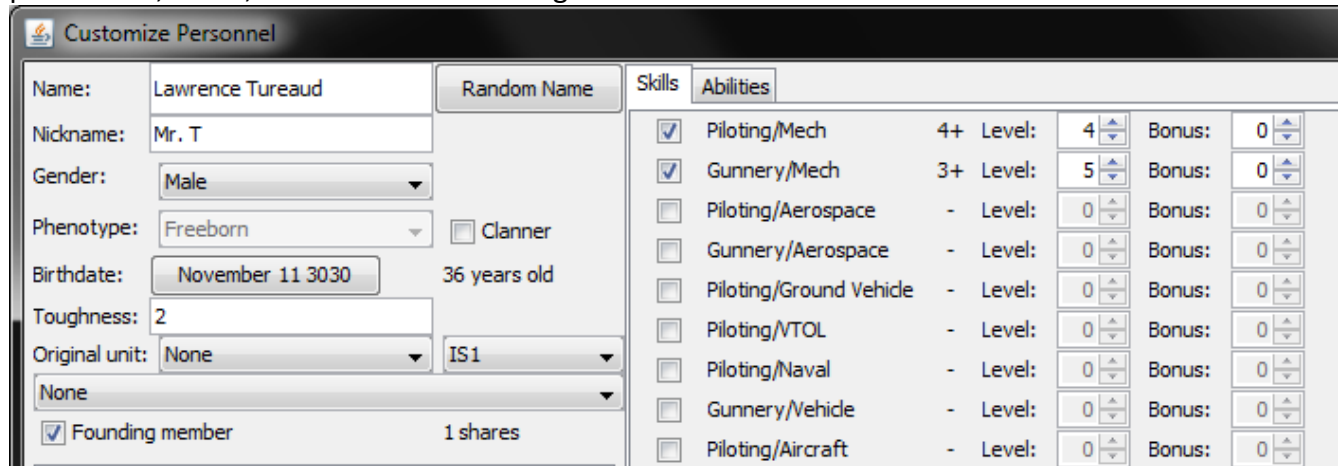 Customize Personnel
Name: Lawrence Tureaud Random Name
Nickname: Mr. T
Gender: Male
Phenotype: Freeborn Clanner
Birthdate: November 11 3030 36 years old
Toughness: 2
Original unit: None IS1
None
Founding member 1 shares
Skills Abilities
Piloting/Mech 4+ Level: 4 Bonus: 0
Gunnery/Mech 3+ Level: 5 Bonus: 0
Piloting/Aerospace - Level: 0 Bonus: 0
Gunnery/Aerospace - Level: 0 Bonus: 0
Piloting/Ground Vehicle - Level: 0 Bonus: 0
Piloting/VTOL - Level: 0 Bonus: 0
Piloting/Naval - Level: 0 Bonus: 0
Gunnery/Vehicle - Level: 0 Bonus: 0
Piloting/Aircraft - Level: 0 Bonus: 0